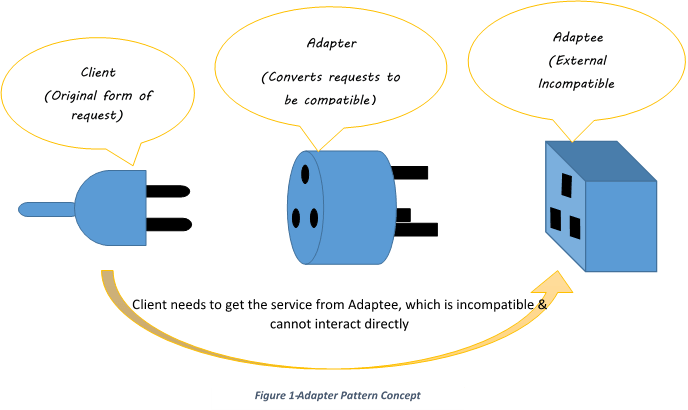 Client
(Original form of
request)
Adapter
(Converts requests to
be compatible)
Adaptee
(External
Incompatible
Client needs to get the service from Adaptee, which is incompatible &
cannot interact directly
Figure 1-Adapter Pattern Concept